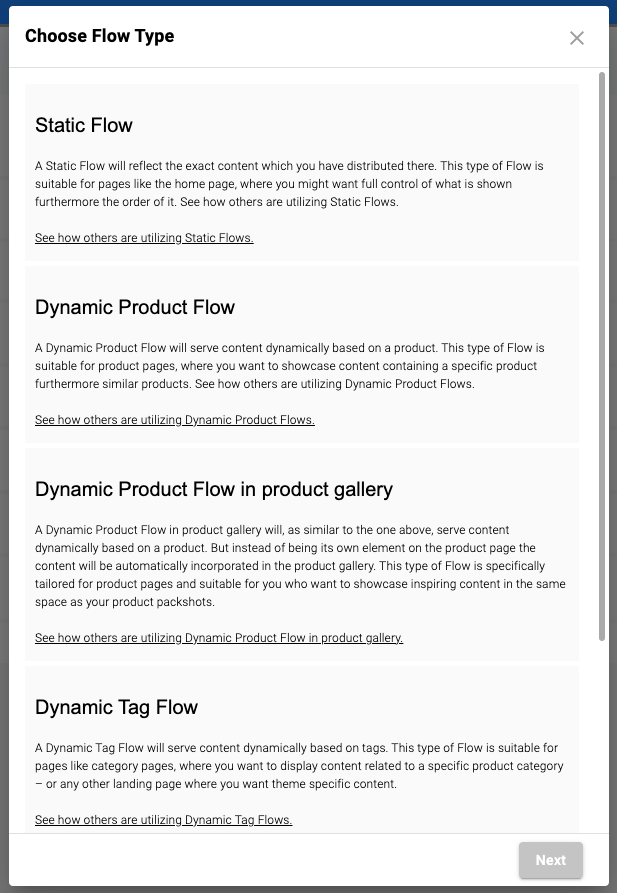 Choose Flow Type
Static Flow
A Static Flow will reflect the exact content which you have distributed there. This type of Flow is
suitable for pages like the home page, where you might want full control of what is shown
furthermore the order of it. See how others are utilizing Static Flows.
See how others are utilizing Static Flows.
Dynamic Product Flow
A Dynamic Product Flow will serve content dynamically based on a product. This type of Flow is
suitable for product pages, where you want to showcase content containing a specific product
furthermore similar products. See how others are utilizing Dynamic Product Flows.
See how others are utilizing Dynamic Product Flows.
Dynamic Product Flow in product gallery
A Dynamic Product Flow in product gallery will, as similar to the one above, serve content
dynamically based on a product. But instead of being its own element on the product page the
content will be automatically incorporated in the product gallery. This type of Flow is specifically
tailored for product pages and suitable for you who want to showcase inspiring content in the same
space as your product packshots.
See how others are utilizing Dynamic Product Flow in product gallery.
Dynamic Tag Flow
A Dynamic Tag Flow will serve content dynamically based on tags. This type of Flow is suitable for
pages like category pages, where you want to display content related to a specific product category
– or any other landing page where you want theme specific content.
See how others are utilizing Dynamic Tag Flows.
Next